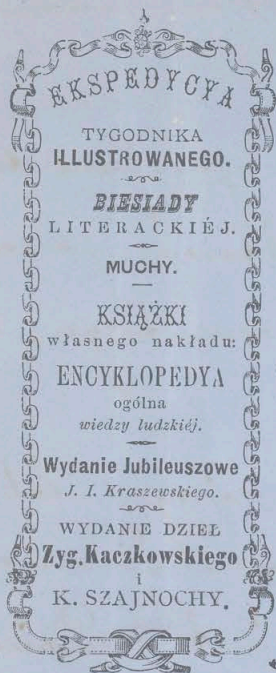 EKSPEDYCYA
TYGODNIKA
ILLUSTROWANEGO.
BIESIADY
LITERACKIÉJ.
MUCHY.
KSIĄŻKI
własnego nakładu:
ENCYKLOPEDYA
ogólna
wiedzy ludzkiéj.
Wydanie Jubileuszowe
J. I. Kraszewskiego.
WYDANIE DZIEŁ
Zyg. Kaczkowskiego
i
K. SZAJNOCHY.